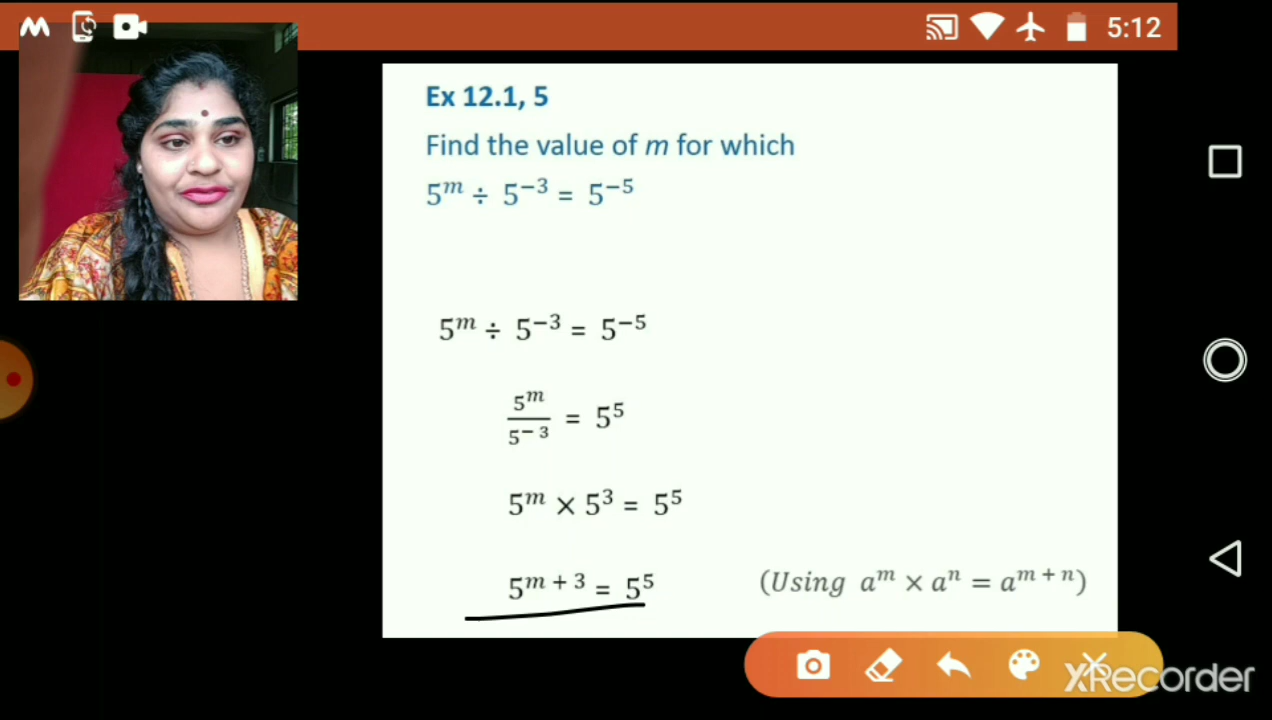 5:12
Ex 12.1, 5
Find the value of m for which
5^m ÷ 5^−3 = 5^−5
5^m ÷ 5^−3 = 5^−5
5^m / 5^−3 = 5^5
5^m × 5^3 = 5^5
5^(m + 3) = 5^5 (Using a^m × a^n = a^(m + n))
XRecorder